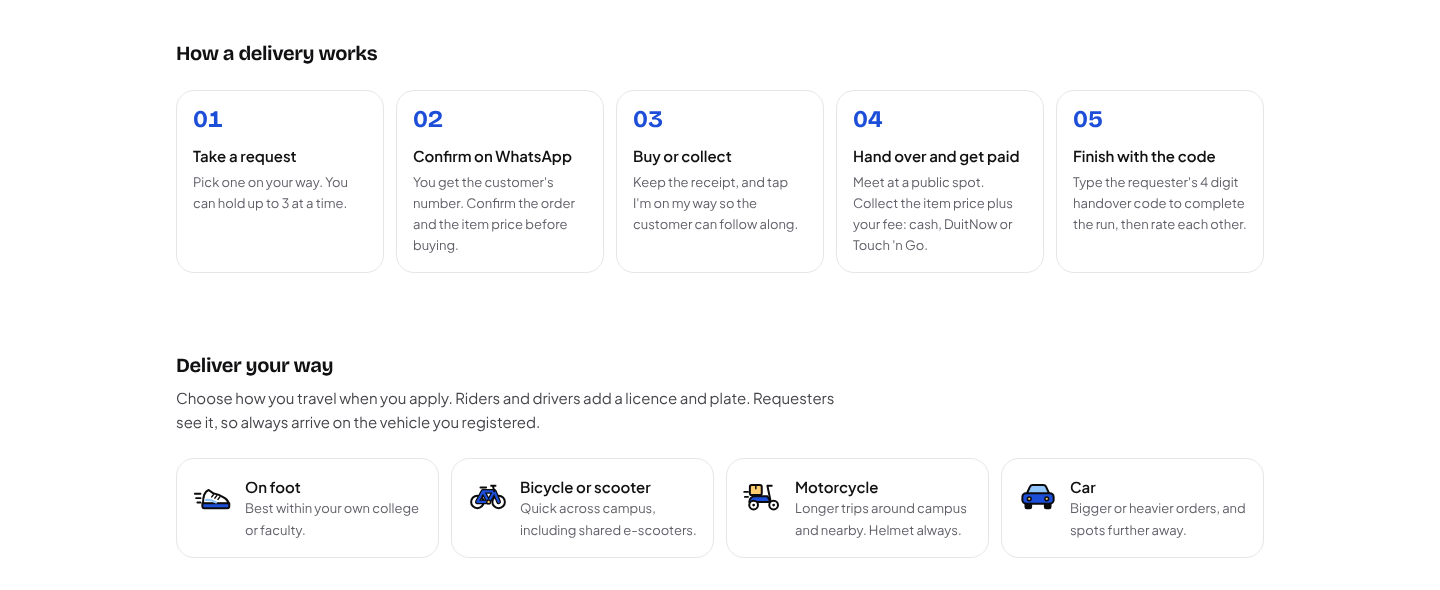 How a delivery works
01
Take a request
Pick one on your way. You
can hold up to 3 at a time.
02
Confirm on WhatsApp
You get the customer's
number. Confirm the order
and the item price before
buying.
03
Buy or collect
Keep the receipt, and tap
I'm on my way so the
customer can follow along.
04
Hand over and get paid
Meet at a public spot.
Collect the item price plus
your fee: cash, DuitNow or
Touch 'n Go.
05
Finish with the code
Type the requester's 4 digit
handover code to complete
the run, then rate each other.
Deliver your way
Choose how you travel when you apply. Riders and drivers add a licence and plate. Requesters
see it, so always arrive on the vehicle you registered.
On foot
Best within your own college
or faculty.
Bicycle or scooter
Quick across campus,
including shared e-scooters.
Motorcycle
Longer trips around campus
and nearby. Helmet always.
Car
Bigger or heavier orders, and
spots further away.